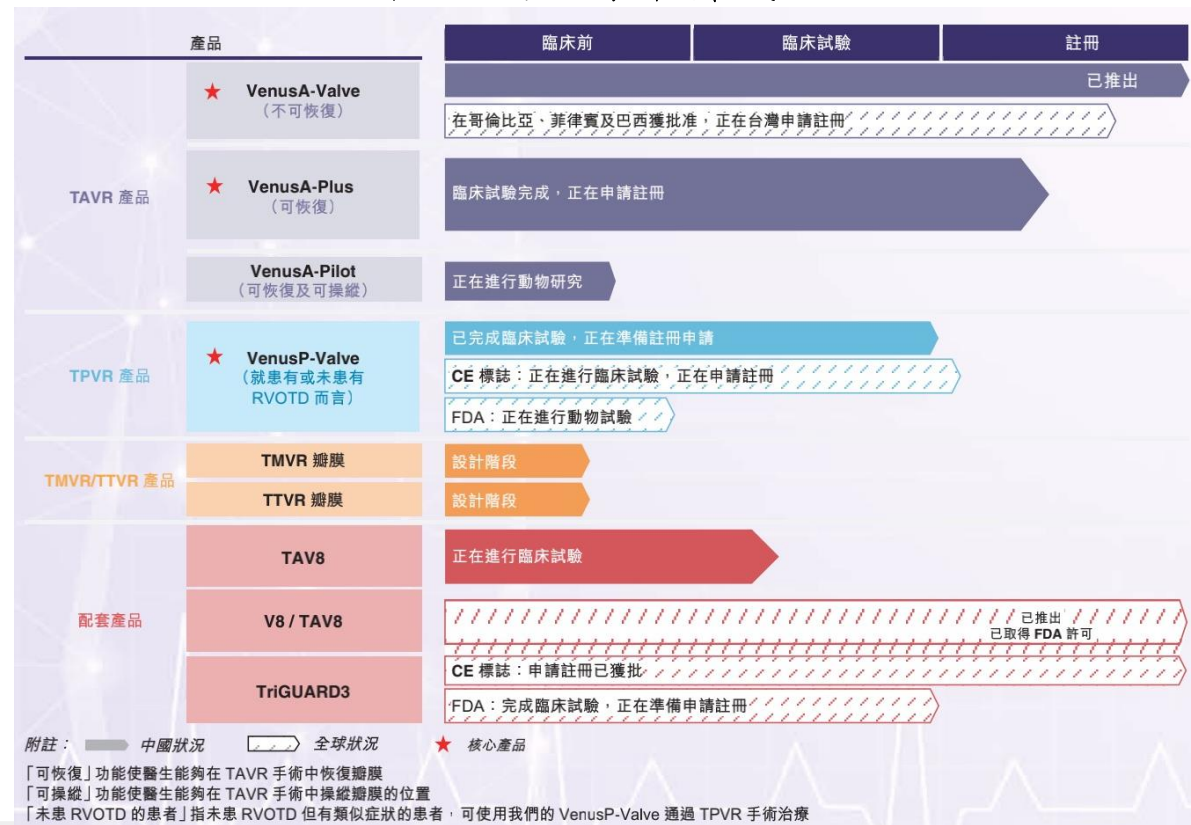 產品
臨床前
臨床試驗
註冊
TAVR 產品
★ VenusA-Valve
(不可恢復)
已推出
在哥倫比亞、菲律賓及巴西獲批准，正在台灣申請註冊
★ VenusA-Plus
(可恢復)
臨床試驗完成，正在申請註冊
VenusA-Pilot
(可恢復及可操縱)
正在進行動物研究
TPVR 產品
★ VenusP-Valve
(就患有或未患有
RVOTD 而言)
已完成臨床試驗，正在準備註冊申請
CE 標誌：正在進行臨床試驗，正在申請註冊
FDA：正在進行動物試驗
TMVR/TTVR 產品
TMVR 瓣膜
設計階段
TTVR 瓣膜
設計階段
配套產品
TAV8
正在進行臨床試驗
V8 / TAV8
已推出
已取得 FDA 許可
TriGUARD3
CE 標誌：申請註冊已獲批
FDA：完成臨床試驗，正在準備申請註冊
附註： 中國狀況 全球狀況 ★ 核心產品
「可恢復」功能使醫生能夠在 TAVR 手術中恢復瓣膜
「可操縱」功能使醫生能夠在 TAVR 手術中操縱瓣膜的位置
「未患 RVOTD 的患者」指未患 RVOTD 但有類似症狀的患者，可使用我們的 VenusP-Valve 通過 TPVR 手術治療